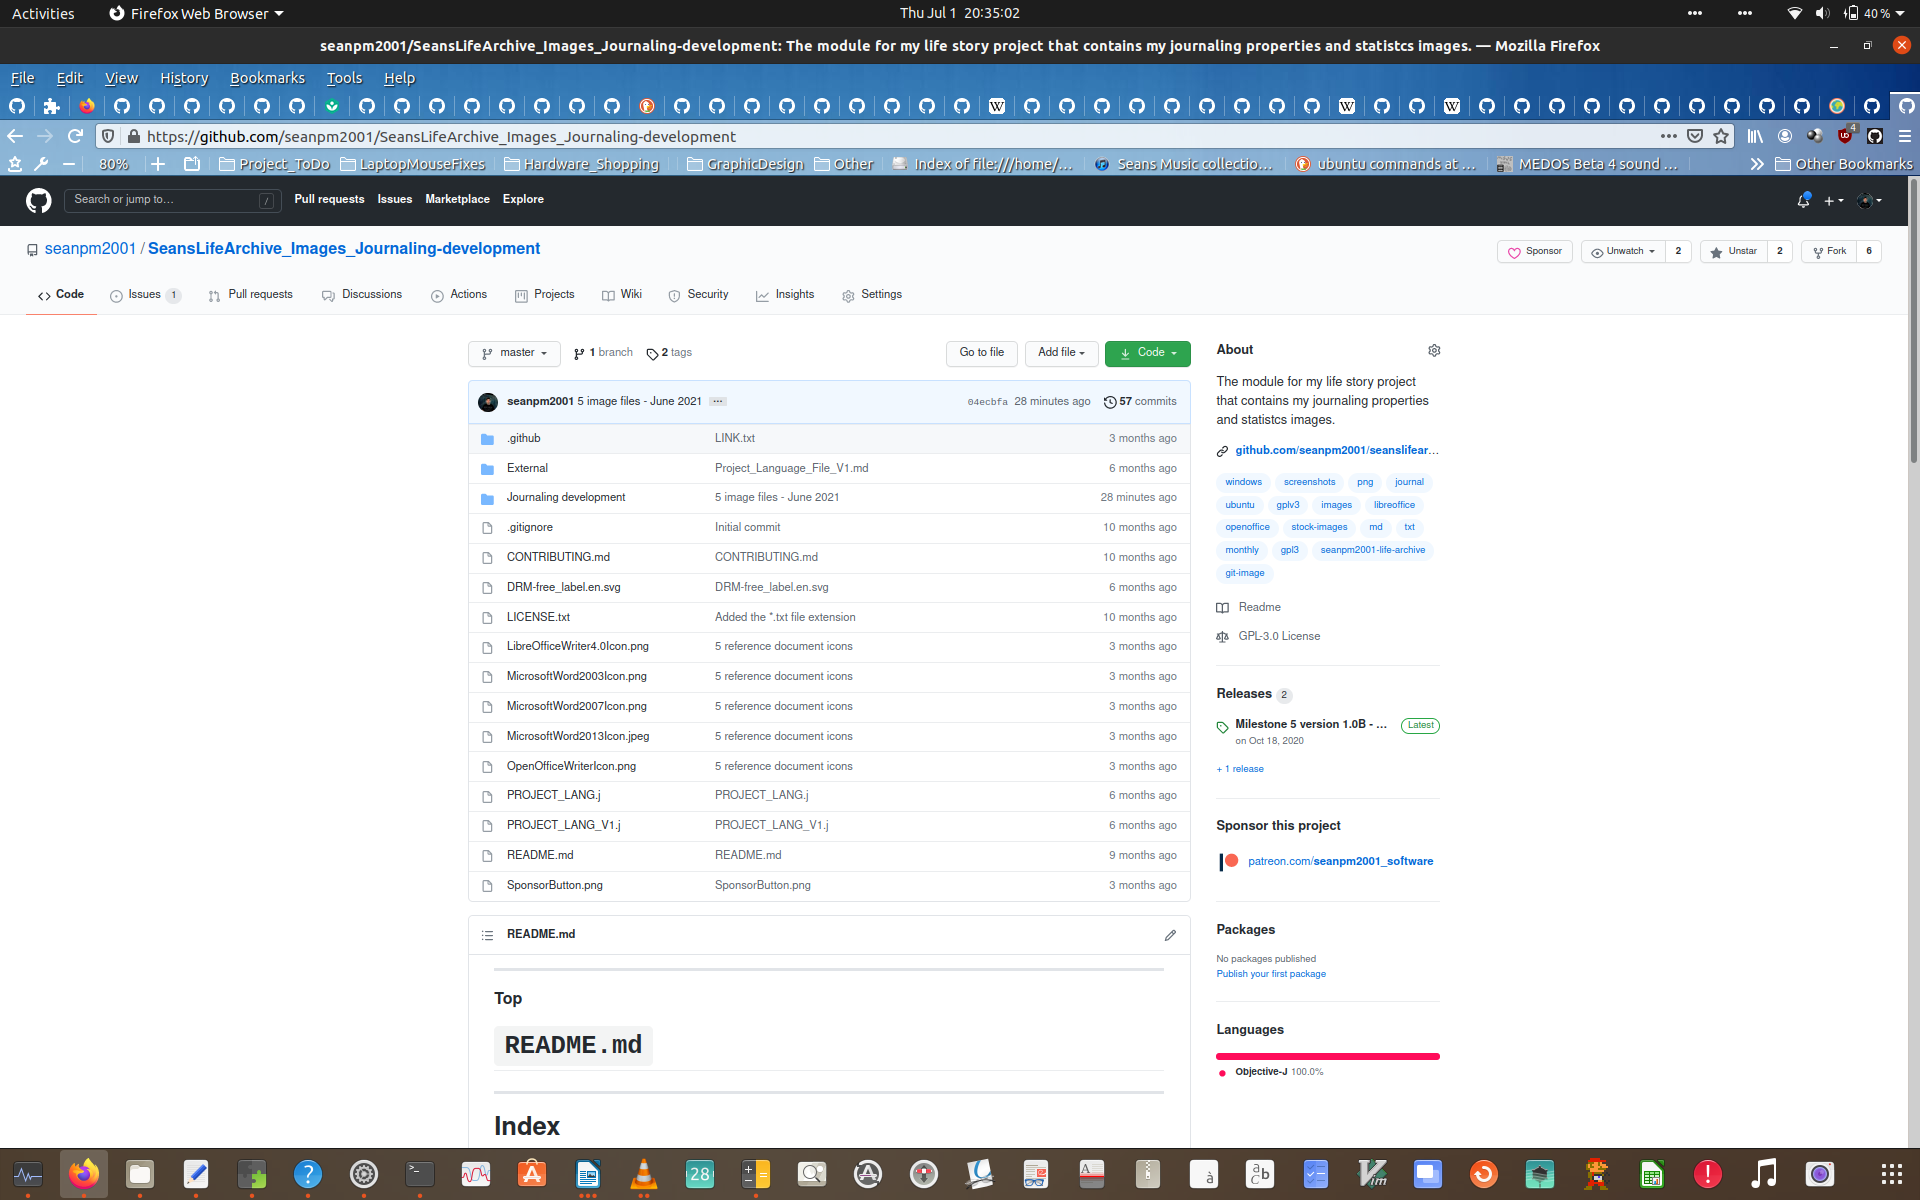 Activities Firefox Web Browser Thu Jul 1 20:35:02 40 %
seanpm2001/SeansLifeArchive_Images_Journaling-development: The module for my life story project that contains my journaling properties and statistcs images. — Mozilla Firefox
File Edit View History Bookmarks Tools Help
https://github.com/seanpm2001/SeansLifeArchive_Images_Journaling-development 4
80% Project_ToDo LaptopMouseFixes Hardware_Shopping GraphicDesign Other Index of file:///home/... Seans Music collectio... ubuntu commands at ... MEDOS Beta 4 sound ... Other Bookmarks
Search or jump to... / Pull requests Issues Marketplace Explore
seanpm2001 / SeansLifeArchive_Images_Journaling-development Sponsor Unwatch 2 Unstar 2 Fork 6
Code Issues 1 Pull requests Discussions Actions Projects Wiki Security Insights Settings
master 1 branch 2 tags Go to file Add file Code
seanpm2001 5 image files - June 2021 ... 04ecbfa 28 minutes ago 57 commits
.github LINK.txt 3 months ago
External Project_Language_File_V1.md 6 months ago
Journaling development 5 image files - June 2021 28 minutes ago
.gitignore Initial commit 10 months ago
CONTRIBUTING.md CONTRIBUTING.md 10 months ago
DRM-free_label.en.svg DRM-free_label.en.svg 6 months ago
LICENSE.txt Added the *.txt file extension 10 months ago
LibreOfficeWriter4.0Icon.png 5 reference document icons 3 months ago
MicrosoftWord2003Icon.png 5 reference document icons 3 months ago
MicrosoftWord2007Icon.png 5 reference document icons 3 months ago
MicrosoftWord2013Icon.jpeg 5 reference document icons 3 months ago
OpenOfficeWriterIcon.png 5 reference document icons 3 months ago
PROJECT_LANG.j PROJECT_LANG.j 6 months ago
PROJECT_LANG_V1.j PROJECT_LANG_V1.j 6 months ago
README.md README.md 9 months ago
SponsorButton.png SponsorButton.png 3 months ago
README.md
Top
README.md
Index
About
The module for my life story project
that contains my journaling properties
and statistcs images.
github.com/seanpm2001/seanslifear...
windows screenshots png journal
ubuntu gplv3 images libreoffice
openoffice stock-images md txt
monthly gpl3 seanpm2001-life-archive
git-image
Readme
GPL-3.0 License
Releases 2
Milestone 5 version 1.0B - ... Latest
on Oct 18, 2020
+ 1 release
Sponsor this project
patreon.com/seanpm2001_software
Packages
No packages published
Publish your first package
Languages
Objective-J 100.0%
28